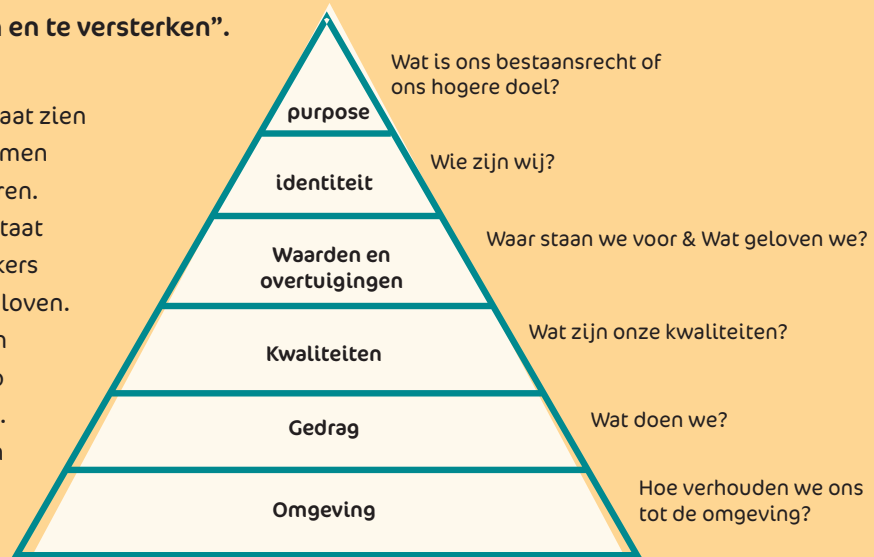 en te versterken”.
aat zien
men
ren.
taat
kers
loven.
n
.
n
purpose
Wat is ons bestaansrecht of
ons hogere doel?
identiteit
Wie zijn wij?
Waarden en
overtuigingen
Waar staan we voor & Wat geloven we?
Kwaliteiten
Wat zijn onze kwaliteiten?
Gedrag
Wat doen we?
Omgeving
Hoe verhouden we ons
tot de omgeving?